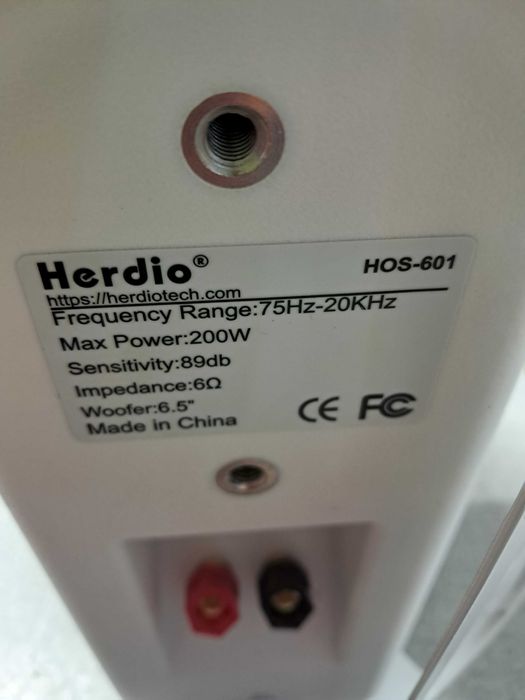 Herdio®
HOS-601
https://herdiotech.com
Frequency Range:75Hz-20KHz
Max Power:200W
Sensitivity:89db
Impedance:6Ω
Woofer:6.5"
Made in China
CE FC